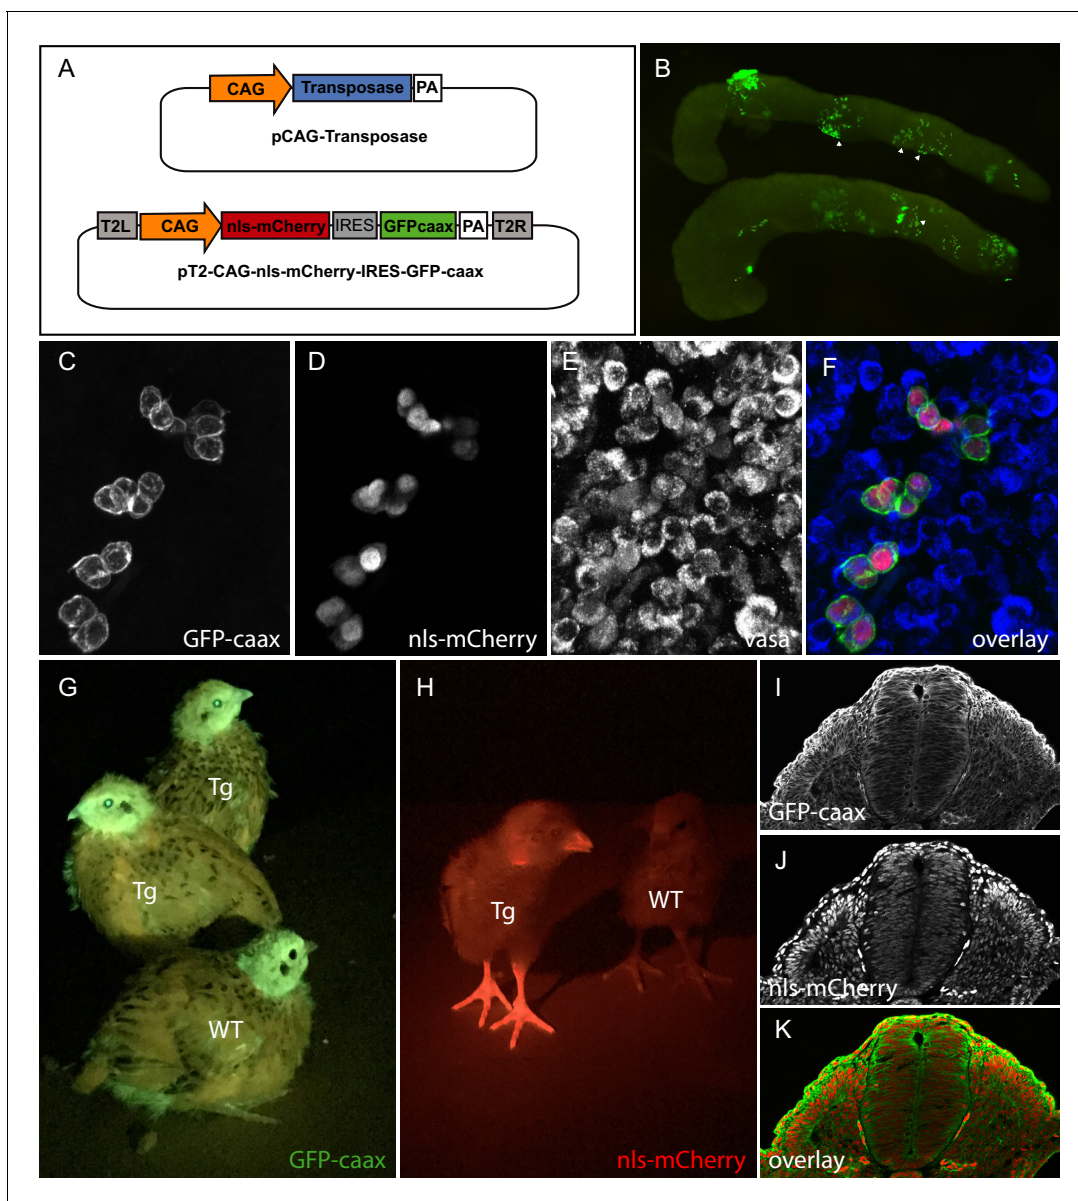 A
CAG Transposase PA
pCAG-Transposase
T2L CAG nls-mCherry IRES GFPcaax PA T2R
pT2-CAG-nls-mCherry-IRES-GFP-caax
B
C
GFP-caax
D
nls-mCherry
E
vasa
F
overlay
G
Tg
Tg
WT
GFP-caax
H
Tg
WT
nls-mCherry
I
GFP-caax
J
nls-mCherry
K
overlay